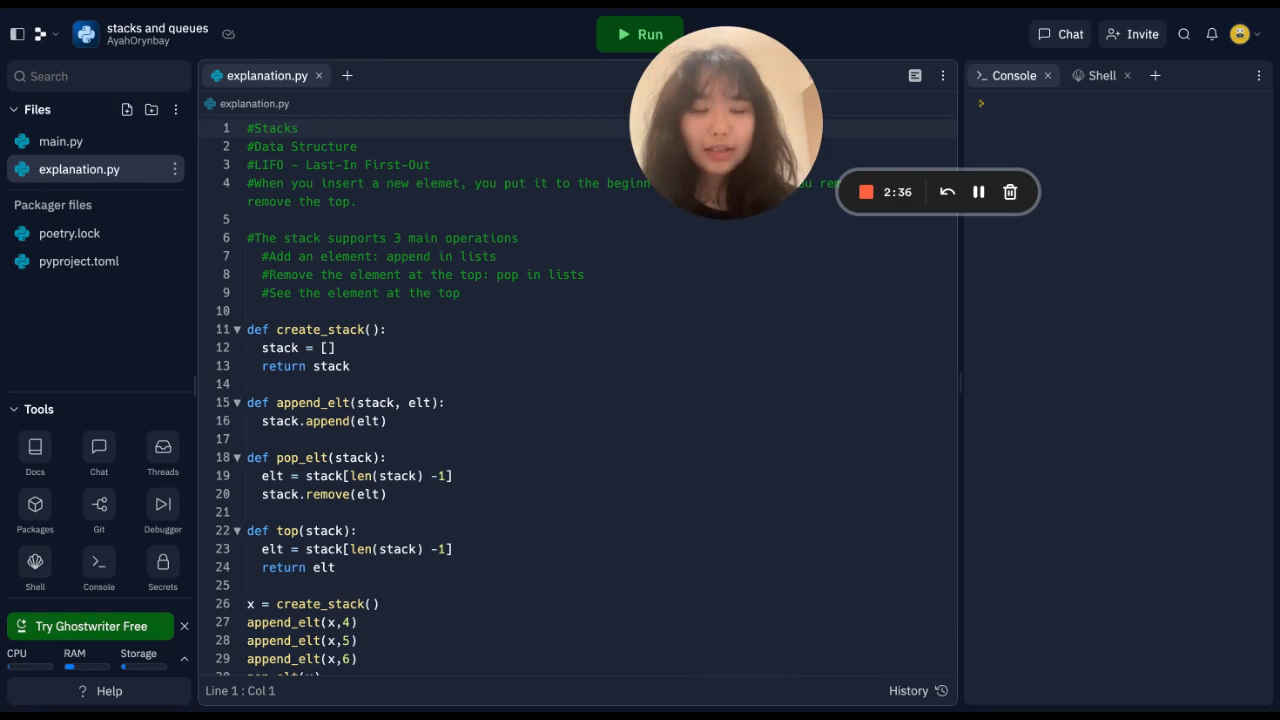 stacks and queues
AyahOrynbay
Run
Chat
Invite
Search
Files
main.py
explanation.py
Packager files
poetry.lock
pyproject.toml
Tools
Docs
Chat
Threads
Packages
Git
Debugger
Shell
Console
Secrets
Try Ghostwriter Free
CPU
RAM
Storage
? Help
explanation.py
explanation.py
1 #Stacks
2 #Data Structure
3 #LIFO - Last-In First-Out
4 #When you insert a new elemet, you put it to the beginn
remove the top.
5
6 #The stack supports 3 main operations
7 #Add an element: append in lists
8 #Remove the element at the top: pop in lists
9 #See the element at the top
10
11 def create_stack():
12 stack = []
13 return stack
14
15 def append_elt(stack, elt):
16 stack.append(elt)
17
18 def pop_elt(stack):
19 elt = stack[len(stack) -1]
20 stack.remove(elt)
21
22 def top(stack):
23 elt = stack[len(stack) -1]
24 return elt
25
26 x = create_stack()
27 append_elt(x,4)
28 append_elt(x,5)
29 append_elt(x,6)
Line 1 : Col 1
History
2:36
Console
Shell